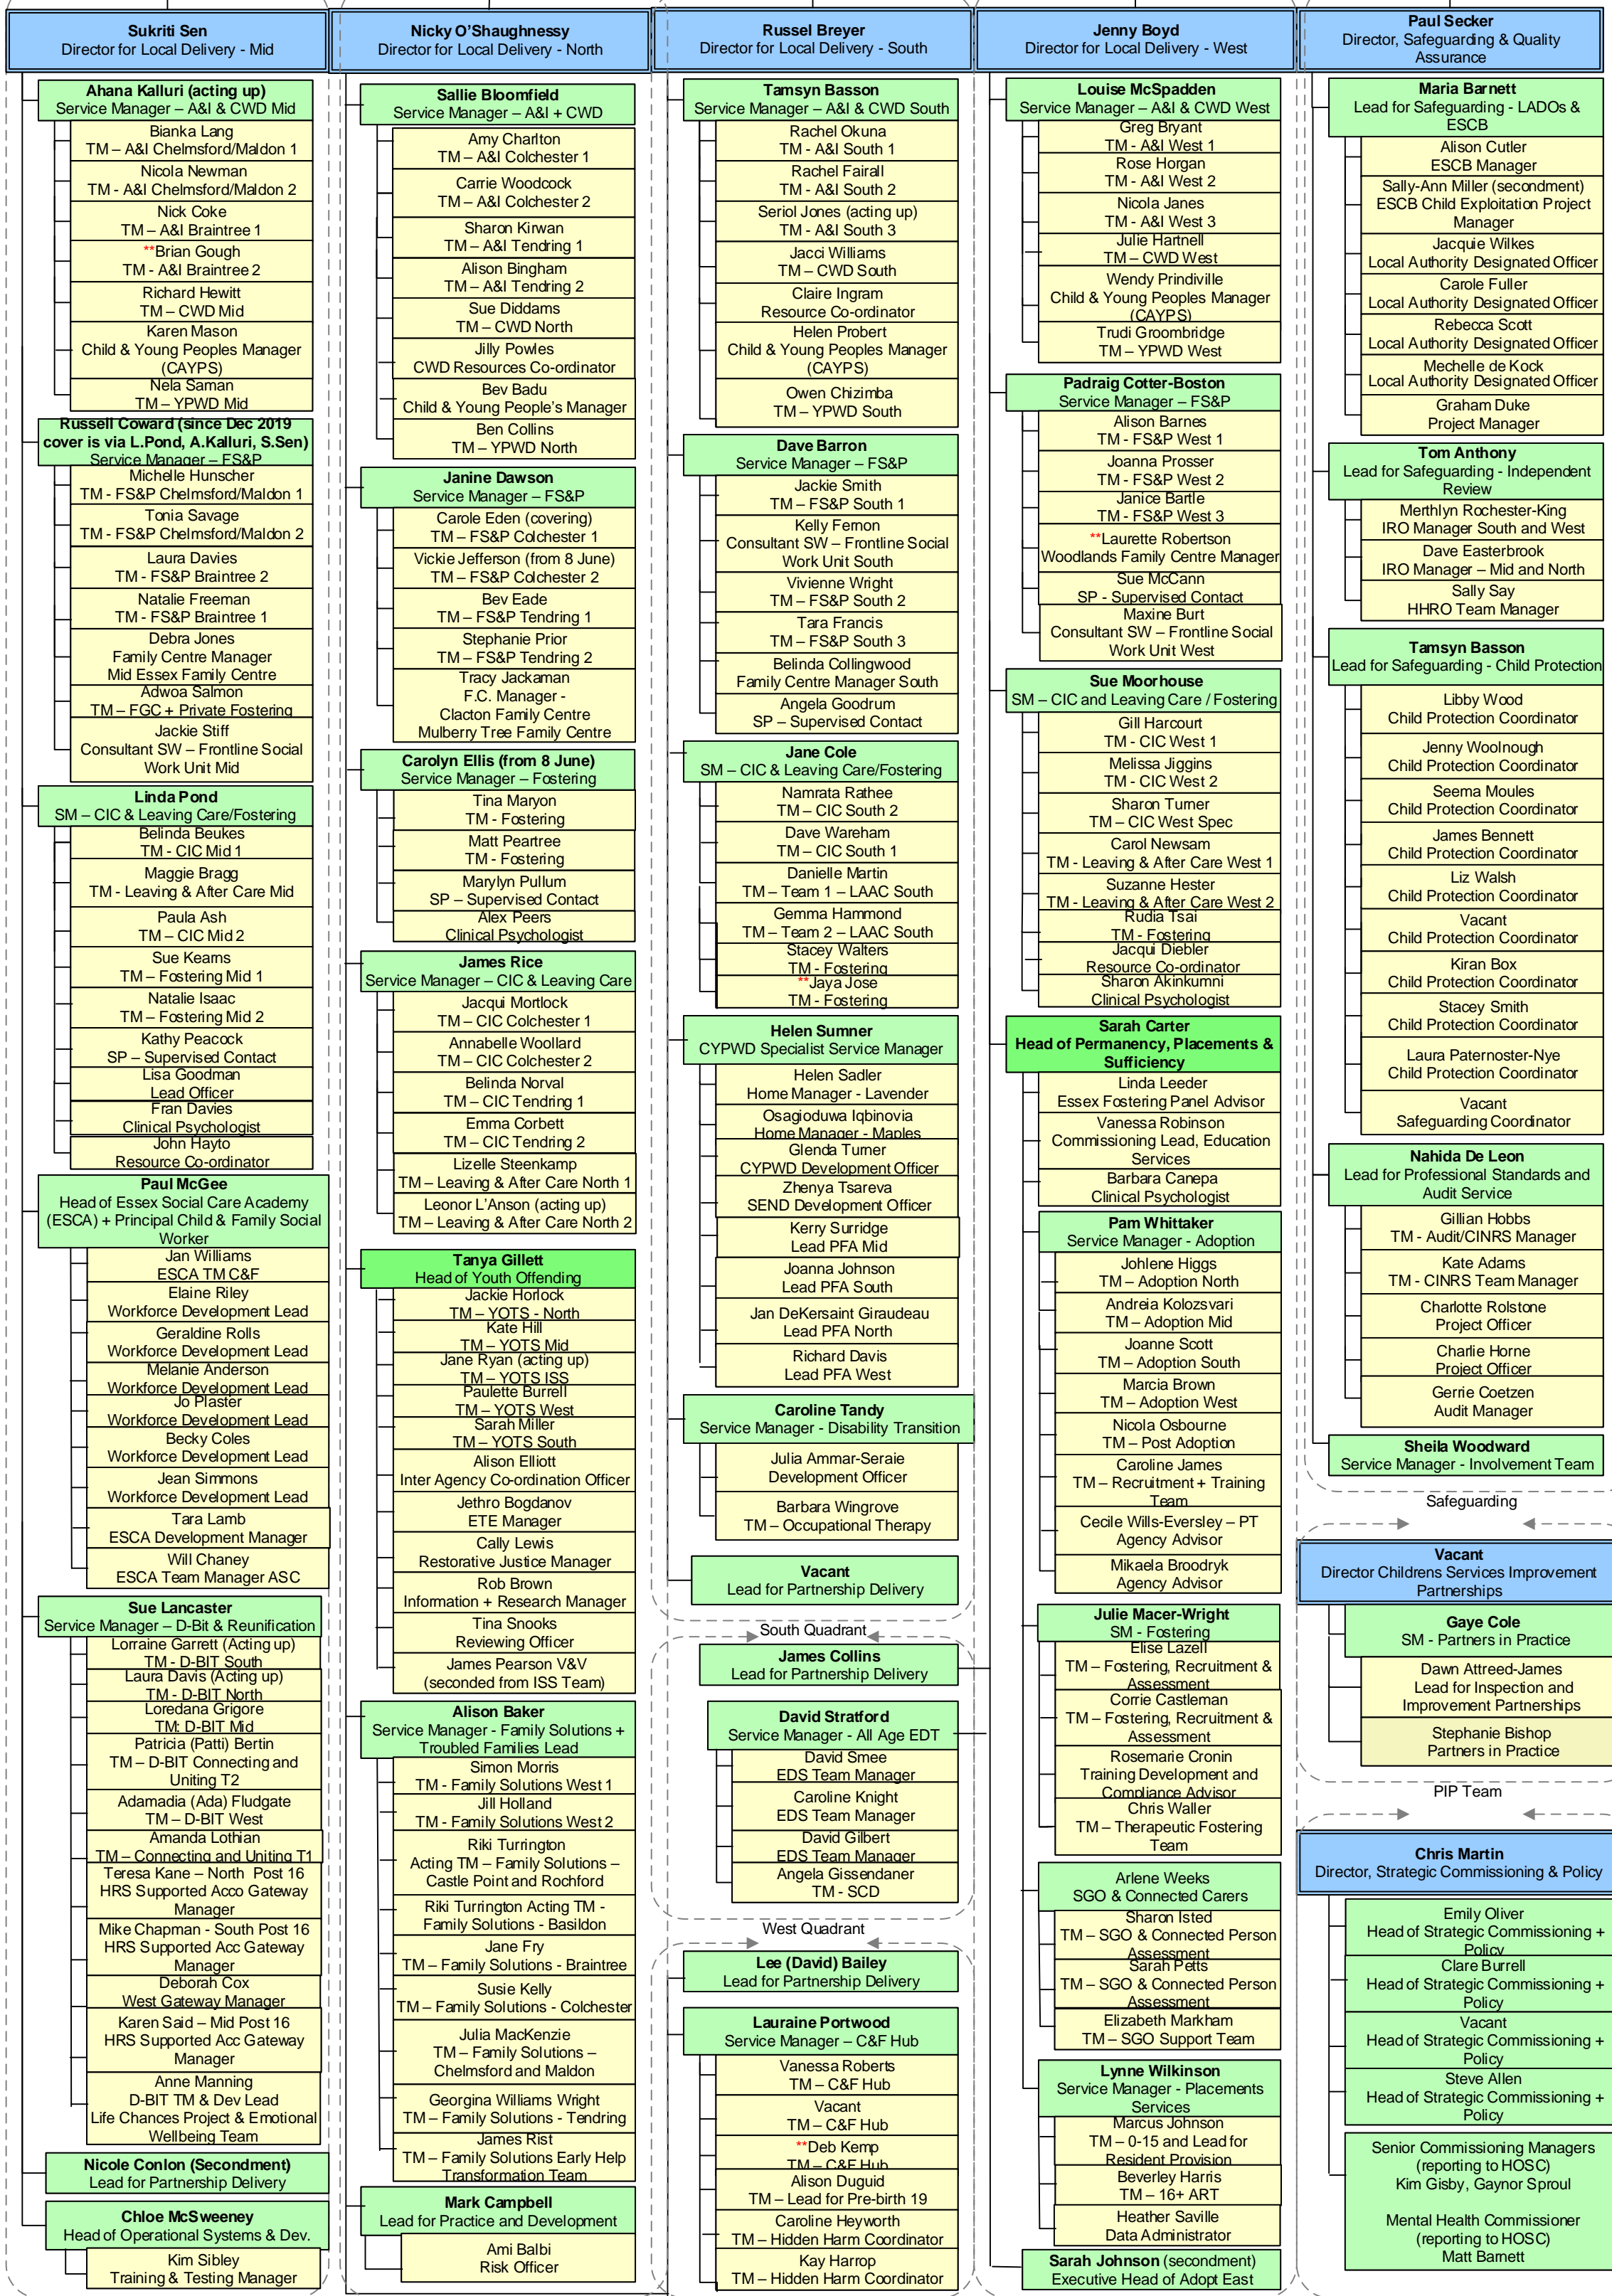 Sukriti Sen
Director for Local Delivery - Mid
Ahana Kalluri (acting up)
Service Manager – A&I & CWD Mid
Bianka Lang
TM – A&I Chelmsford/Maldon 1
Nicola Newman
TM - A&I Chelmsford/Maldon 2
Nick Coke
TM – A&I Braintree 1
**Brian Gough
TM - A&I Braintree 2
Richard Hewitt
TM – CWD Mid
Karen Mason
Child & Young Peoples Manager
(CAYPS)
Nela Saman
TM – YPWD Mid
Russell Coward (since Dec 2019
cover is via L.Pond, A.Kalluri, S.Sen)
Service Manager – FS&P
Michelle Hunscher
TM - FS&P Chelmsford/Maldon 1
Tonia Savage
TM - FS&P Chelmsford/Maldon 2
Laura Davies
TM - FS&P Braintree 2
Natalie Freeman
TM - FS&P Braintree 1
Debra Jones
Family Centre Manager
Mid Essex Family Centre
Adwoa Salmon
TM – FGC + Private Fostering
Jackie Stiff
Consultant SW – Frontline Social
Work Unit Mid
Linda Pond
SM – CIC & Leaving Care/Fostering
Belinda Beukes
TM - CIC Mid 1
Maggie Bragg
TM - Leaving & After Care Mid
Paula Ash
TM – CIC Mid 2
Sue Kearns
TM – Fostering Mid 1
Natalie Isaac
TM – Fostering Mid 2
Kathy Peacock
SP – Supervised Contact
Lisa Goodman
Lead Officer
Fran Davies
Clinical Psychologist
John Hayto
Resource Co-ordinator
Paul McGee
Head of Essex Social Care Academy
(ESCA) + Principal Child & Family Social
Worker
Jan Williams
ESCA TM C&F
Elaine Riley
Workforce Development Lead
Geraldine Rolls
Workforce Development Lead
Melanie Anderson
Workforce Development Lead
Jo Plaster
Workforce Development Lead
Becky Coles
Workforce Development Lead
Jean Simmons
Workforce Development Lead
Tara Lamb
ESCA Development Manager
Will Chaney
ESCA Team Manager ASC
Sue Lancaster
Service Manager – D-Bit & Reunification
Lorraine Garrett (Acting up)
TM - D-BIT South
Laura Davis (Acting up)
TM - D-BIT North
Loredana Grigore
TM: D-BIT Mid
Patricia (Patti) Bertin
TM – D-BIT Connecting and
Uniting T2
Adamadia (Ada) Fludgate
TM – D-BIT West
Amanda Lothian
TM – Connecting and Uniting T1
Teresa Kane – North Post 16
HRS Supported Acco Gateway
Manager
Mike Chapman - South Post 16
HRS Supported Acc Gateway
Manager
Deborah Cox
West Gateway Manager
Karen Said – Mid Post 16
HRS Supported Acc Gateway
Manager
Anne Manning
D-BIT TM & Dev Lead
Life Chances Project & Emotional
Wellbeing Team
Nicole Conlon (Secondment)
Lead for Partnership Delivery
Chloe McSweeney
Head of Operational Systems & Dev.
Kim Sibley
Training & Testing Manager
Nicky O'Shaughnessy
Director for Local Delivery - North
Sallie Bloomfield
Service Manager – A&I + CWD
Amy Charlton
TM – A&I Colchester 1
Carrie Woodcock
TM – A&I Colchester 2
Sharon Kirwan
TM – A&I Tendring 1
Alison Bingham
TM – A&I Tendring 2
Sue Diddams
TM – CWD North
Jilly Powles
CWD Resources Co-ordinator
Bev Badu
Child & Young People's Manager
Ben Collins
TM – YPWD North
Janine Dawson
Service Manager – FS&P
Carole Eden (covering)
TM – FS&P Colchester 1
Vickie Jefferson (from 8 June)
TM – FS&P Colchester 2
Bev Eade
TM – FS&P Tendring 1
Stephanie Prior
TM – FS&P Tendring 2
Tracy Jackaman
F.C. Manager -
Clacton Family Centre
Mulberry Tree Family Centre
Carolyn Ellis (from 8 June)
Service Manager – Fostering
Tina Maryon
TM - Fostering
Matt Peartree
TM - Fostering
Marylyn Pullum
SP – Supervised Contact
Alex Peers
Clinical Psychologist
James Rice
Service Manager – CIC & Leaving Care
Jacqui Mortlock
TM – CIC Colchester 1
Annabelle Woollard
TM – CIC Colchester 2
Belinda Norval
TM – CIC Tendring 1
Emma Corbett
TM – CIC Tendring 2
Lizelle Steenkamp
TM – Leaving & After Care North 1
Leonor L'Anson (acting up)
TM – Leaving & After Care North 2
Tanya Gillett
Head of Youth Offending
Jackie Horlock
TM – YOTS - North
Kate Hill
TM – YOTS Mid
Jane Ryan (acting up)
TM – YOTS ISS
Paulette Burrell
TM – YOTS West
Sarah Miller
TM – YOTS South
Alison Elliott
Inter Agency Co-ordination Officer
Jethro Bogdanov
ETE Manager
Cally Lewis
Restorative Justice Manager
Rob Brown
Information + Research Manager
Tina Snooks
Reviewing Officer
James Pearson V&V
(seconded from ISS Team)
Alison Baker
Service Manager - Family Solutions +
Troubled Families Lead
Simon Morris
TM - Family Solutions West 1
Jill Holland
TM - Family Solutions West 2
Riki Turrington
Acting TM – Family Solutions –
Castle Point and Rochford
Riki Turrington Acting TM -
Family Solutions - Basildon
Jane Fry
TM – Family Solutions - Braintree
Susie Kelly
TM – Family Solutions - Colchester
Julia MacKenzie
TM – Family Solutions –
Chelmsford and Maldon
Georgina Williams Wright
TM – Family Solutions - Tendring
James Rist
TM – Family Solutions Early Help
Transformation Team
Mark Campbell
Lead for Practice and Development
Ami Balbi
Risk Officer
Russel Breyer
Director for Local Delivery - South
Tamsyn Basson
Service Manager – A&I & CWD South
Rachel Okuna
TM - A&I South 1
Rachel Fairall
TM - A&I South 2
Seriol Jones (acting up)
TM - A&I South 3
Jacci Williams
TM – CWD South
Claire Ingram
Resource Co-ordinator
Helen Probert
Child & Young Peoples Manager
(CAYPS)
Owen Chizimba
TM – YPWD South
Dave Barron
Service Manager – FS&P
Jackie Smith
TM – FS&P South 1
Kelly Fernon
Consultant SW – Frontline Social
Work Unit South
Vivienne Wright
TM – FS&P South 2
Tara Francis
TM – FS&P South 3
Belinda Collingwood
Family Centre Manager South
Angela Goodrum
SP – Supervised Contact
Jane Cole
SM – CIC & Leaving Care/Fostering
Namrata Rathee
TM – CIC South 2
Dave Wareham
TM – CIC South 1
Danielle Martin
TM – Team 1 – LAAC South
Gemma Hammond
TM – Team 2 – LAAC South
Stacey Walters
TM - Fostering
**Jaya Jose
TM - Fostering
Helen Sumner
CYPWD Specialist Service Manager
Helen Sadler
Home Manager - Lavender
Osagioduwa Iqbinovia
Home Manager - Maples
Glenda Turner
CYPWD Development Officer
Zhenya Tsareva
SEND Development Officer
Kerry Surridge
Lead PFA Mid
Joanna Johnson
Lead PFA South
Jan DeKersaint Giraudeau
Lead PFA North
Richard Davis
Lead PFA West
Caroline Tandy
Service Manager - Disability Transition
Julia Ammar-Seraie
Development Officer
Barbara Wingrove
TM – Occupational Therapy
Vacant
Lead for Partnership Delivery
South Quadrant
James Collins
Lead for Partnership Delivery
David Stratford
Service Manager - All Age EDT
David Smee
EDS Team Manager
Caroline Knight
EDS Team Manager
David Gilbert
EDS Team Manager
Angela Gissendaner
TM - SCD
West Quadrant
Lee (David) Bailey
Lead for Partnership Delivery
Lauraine Portwood
Service Manager – C&F Hub
Vanessa Roberts
TM – C&F Hub
Vacant
TM – C&F Hub
**Deb Kemp
TM – C&F Hub
Alison Duguid
TM – Lead for Pre-birth 19
Caroline Heyworth
TM – Hidden Harm Coordinator
Kay Harrop
TM – Hidden Harm Coordinator
Jenny Boyd
Director for Local Delivery - West
Louise McSpadden
Service Manager – A&I & CWD West
Greg Bryant
TM - A&I West 1
Rose Horgan
TM - A&I West 2
Nicola Janes
TM - A&I West 3
Julie Hartnell
TM – CWD West
Wendy Prindiville
Child & Young Peoples Manager
(CAYPS)
Trudi Groombridge
TM – YPWD West
Padraig Cotter-Boston
Service Manager – FS&P
Alison Barnes
TM - FS&P West 1
Joanna Prosser
TM - FS&P West 2
Janice Bartle
TM - FS&P West 3
**Laurette Robertson
Woodlands Family Centre Manager
Sue McCann
SP - Supervised Contact
Maxine Burt
Consultant SW – Frontline Social
Work Unit West
Sue Moorhouse
SM – CIC and Leaving Care / Fostering
Gill Harcourt
TM - CIC West 1
Melissa Jiggins
TM - CIC West 2
Sharon Turner
TM – CIC West Spec
Carol Newsam
TM - Leaving & After Care West 1
Suzanne Hester
TM - Leaving & After Care West 2
Rudia Tsai
TM - Fostering
Jacqui Diebler
Resource Co-ordinator
Sharon Akinkumni
Clinical Psychologist
Sarah Carter
Head of Permanency, Placements &
Sufficiency
Linda Leeder
Essex Fostering Panel Advisor
Vanessa Robinson
Commissioning Lead, Education
Services
Barbara Canepa
Clinical Psychologist
Pam Whittaker
Service Manager - Adoption
Johlene Higgs
TM – Adoption North
Andreia Kolozsvari
TM – Adoption Mid
Joanne Scott
TM – Adoption South
Marcia Brown
TM – Adoption West
Nicola Osbourne
TM – Post Adoption
Caroline James
TM – Recruitment + Training
Team
Cecile Wills-Eversley – PT
Agency Advisor
Mikaela Broodryk
Agency Advisor
Julie Macer-Wright
SM - Fostering
Elise Lazell
TM – Fostering, Recruitment &
Assessment
Corrie Castleman
TM – Fostering, Recruitment &
Assessment
Rosemarie Cronin
Training Development and
Compliance Advisor
Chris Waller
TM – Therapeutic Fostering
Team
Arlene Weeks
SGO & Connected Carers
Sharon Isted
TM – SGO & Connected Person
Assessment
Sarah Petts
TM – SGO & Connected Person
Assessment
Elizabeth Markham
TM – SGO Support Team
Lynne Wilkinson
Service Manager - Placements
Services
Marcus Johnson
TM – 0-15 and Lead for
Resident Provision
Beverley Harris
TM – 16+ ART
Heather Saville
Data Administrator
Sarah Johnson (secondment)
Executive Head of Adopt East
Paul Secker
Director, Safeguarding & Quality
Assurance
Maria Barnett
Lead for Safeguarding - LADOs &
ESCB
Alison Cutler
ESCB Manager
Sally-Ann Miller (secondment)
ESCB Child Exploitation Project
Manager
Jacquie Wilkes
Local Authority Designated Officer
Carole Fuller
Local Authority Designated Officer
Rebecca Scott
Local Authority Designated Officer
Mechelle de Kock
Local Authority Designated Officer
Graham Duke
Project Manager
Tom Anthony
Lead for Safeguarding - Independent
Review
Merthlyn Rochester-King
IRO Manager South and West
Dave Easterbrook
IRO Manager – Mid and North
Sally Say
HHRO Team Manager
Tamsyn Basson
Lead for Safeguarding - Child Protection
Libby Wood
Child Protection Coordinator
Jenny Woolnough
Child Protection Coordinator
Seema Moules
Child Protection Coordinator
James Bennett
Child Protection Coordinator
Liz Walsh
Child Protection Coordinator
Vacant
Child Protection Coordinator
Kiran Box
Child Protection Coordinator
Stacey Smith
Child Protection Coordinator
Laura Paternoster-Nye
Child Protection Coordinator
Vacant
Safeguarding Coordinator
Nahida De Leon
Lead for Professional Standards and
Audit Service
Gillian Hobbs
TM - Audit/CINRS Manager
Kate Adams
TM - CINRS Team Manager
Charlotte Rolstone
Project Officer
Charlie Horne
Project Officer
Gerrie Coetzen
Audit Manager
Sheila Woodward
Service Manager - Involvement Team
Safeguarding
Vacant
Director Childrens Services Improvement
Partnerships
Gaye Cole
SM - Partners in Practice
Dawn Attreed-James
Lead for Inspection and
Improvement Partnerships
Stephanie Bishop
Partners in Practice
PIP Team
Chris Martin
Director, Strategic Commissioning & Policy
Emily Oliver
Head of Strategic Commissioning +
Policy
Clare Burrell
Head of Strategic Commissioning +
Policy
Vacant
Head of Strategic Commissioning +
Policy
Steve Allen
Head of Strategic Commissioning +
Policy
Senior Commissioning Managers
(reporting to HOSC)
Kim Gisby, Gaynor Sproul
Mental Health Commissioner
(reporting to HOSC)
Matt Barnett